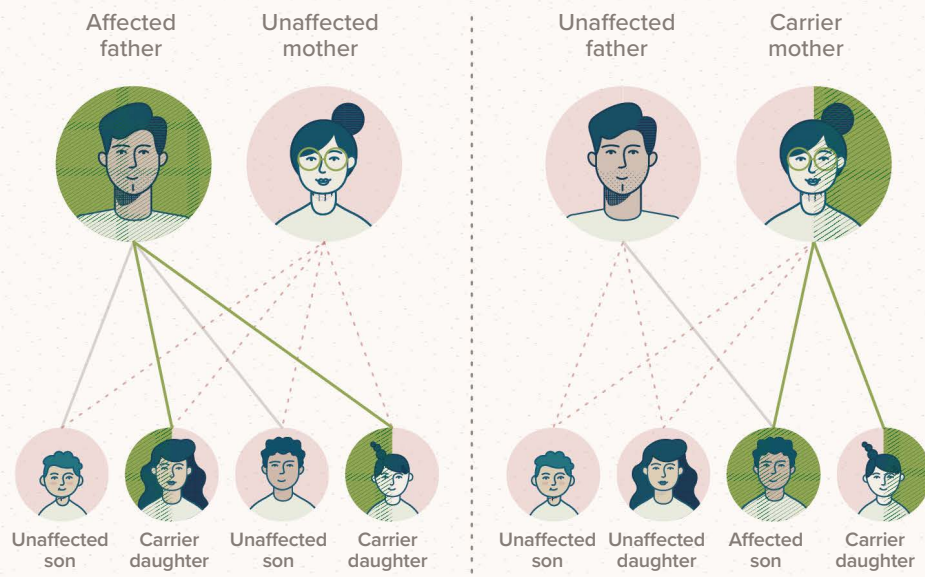 Affected
father
Unaffected
mother
Unaffected
father
Carrier
mother
Unaffected
son
Carrier
daughter
Unaffected
son
Carrier
daughter
Unaffected
son
Unaffected
daughter
Affected
son
Carrier
daughter